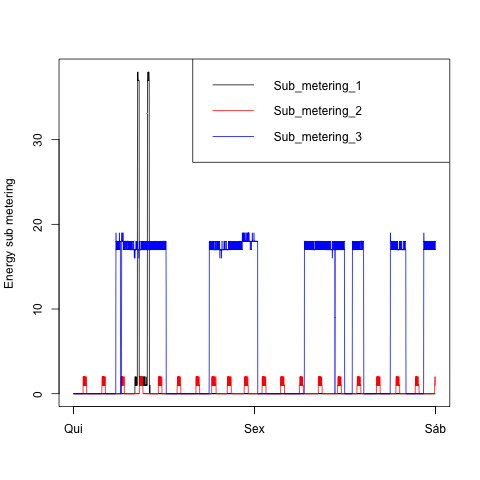 Sub_metering_1
Sub_metering_2
Sub_metering_3
Energy sub metering
30
20
10
0
Qui Sex Sáb